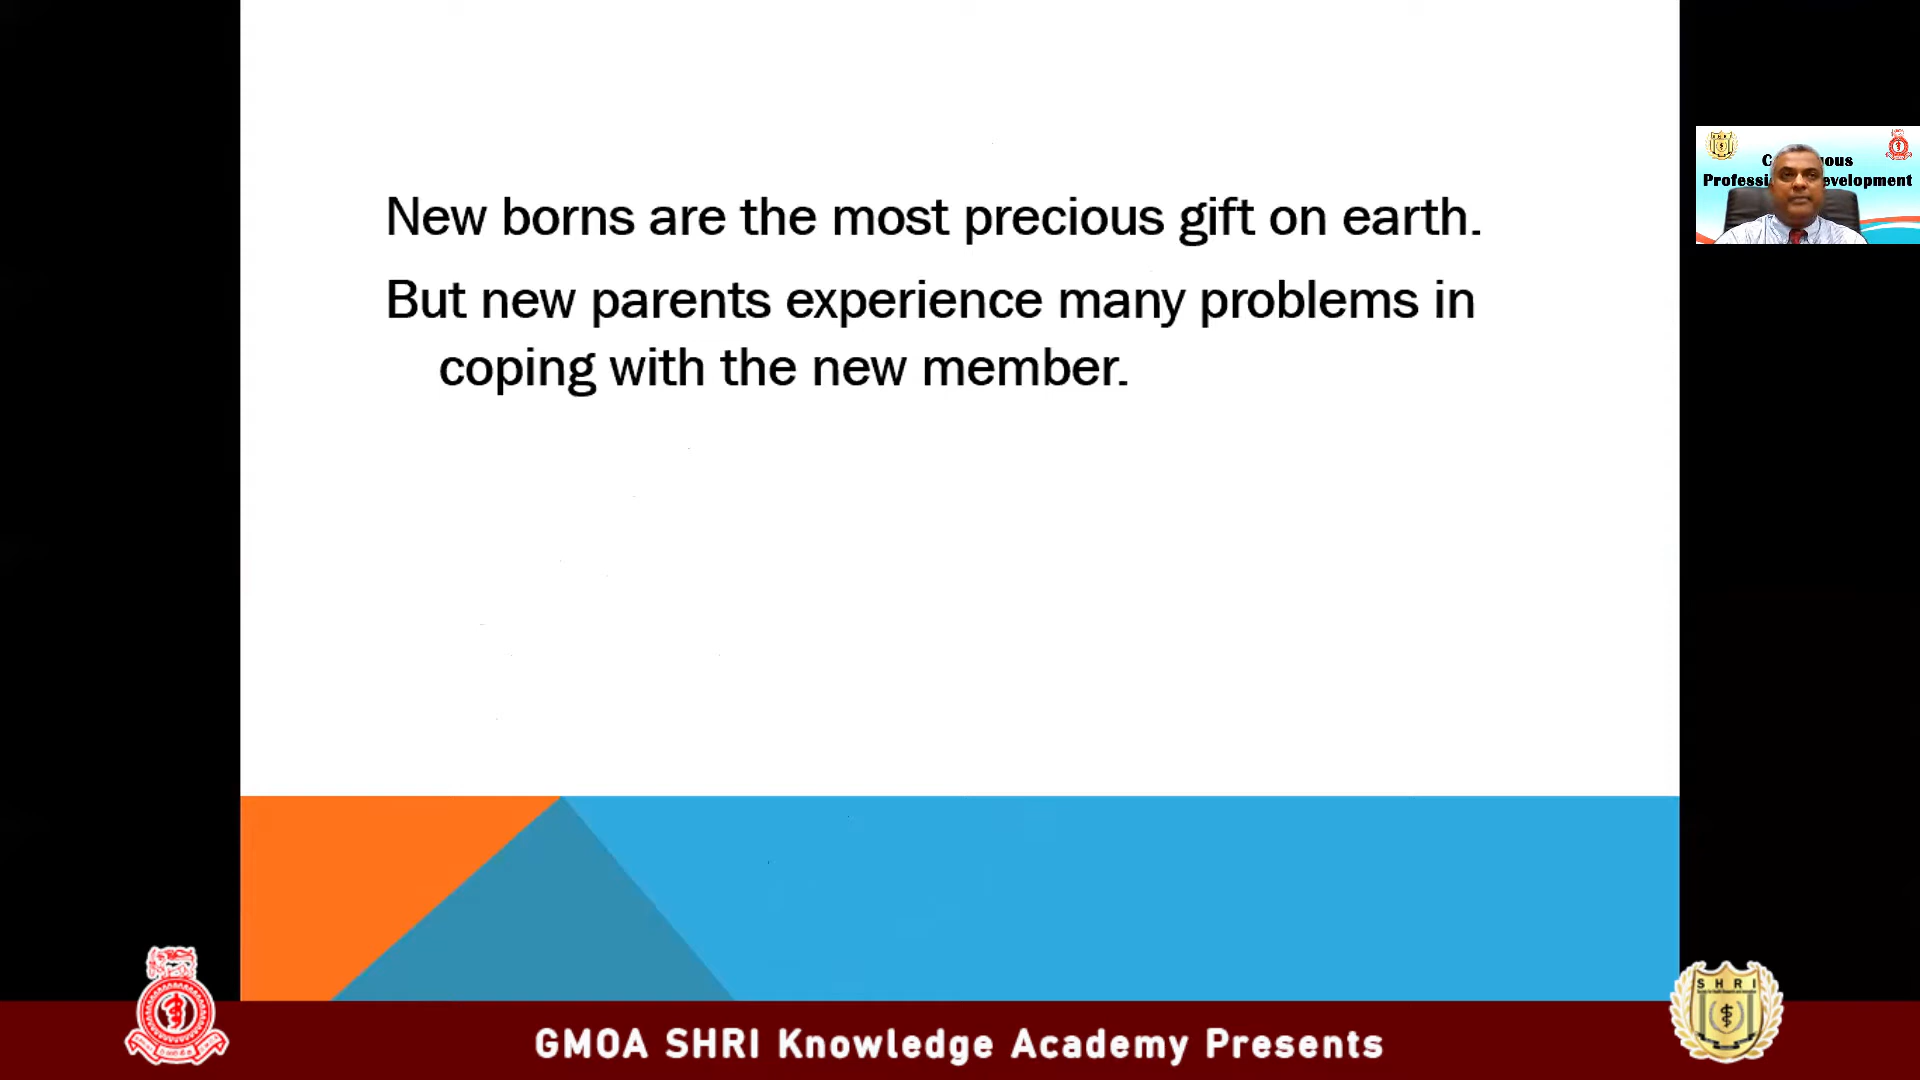 New borns are the most precious gift on earth.
But new parents experience many problems in
coping with the new member.
Professi evelopment
GMOA SHRI Knowledge Academy Presents
SHRI